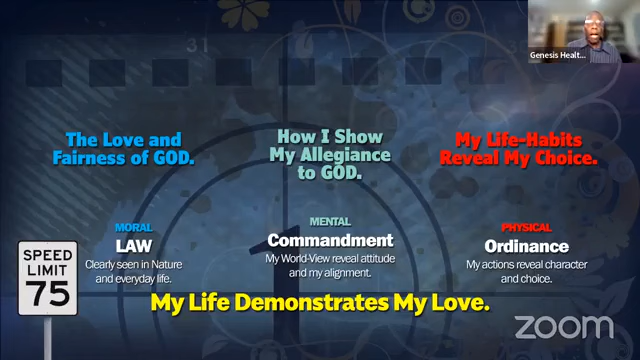 31
Genesis Healt...
The Love and
Fairness of GOD.
How I Show
My Allegiance
to GOD.
My Life-Habits
Reveal My Choice.
MORAL
LAW
Clearly seen in Nature
and everyday life.
MENTAL
Commandment
My World-View reveal attitude
and my alignment.
PHYSICAL
Ordinance
My actions reveal character
and choice.
SPEED
LIMIT
75
1
My Life Demonstrates My Love.
zoom